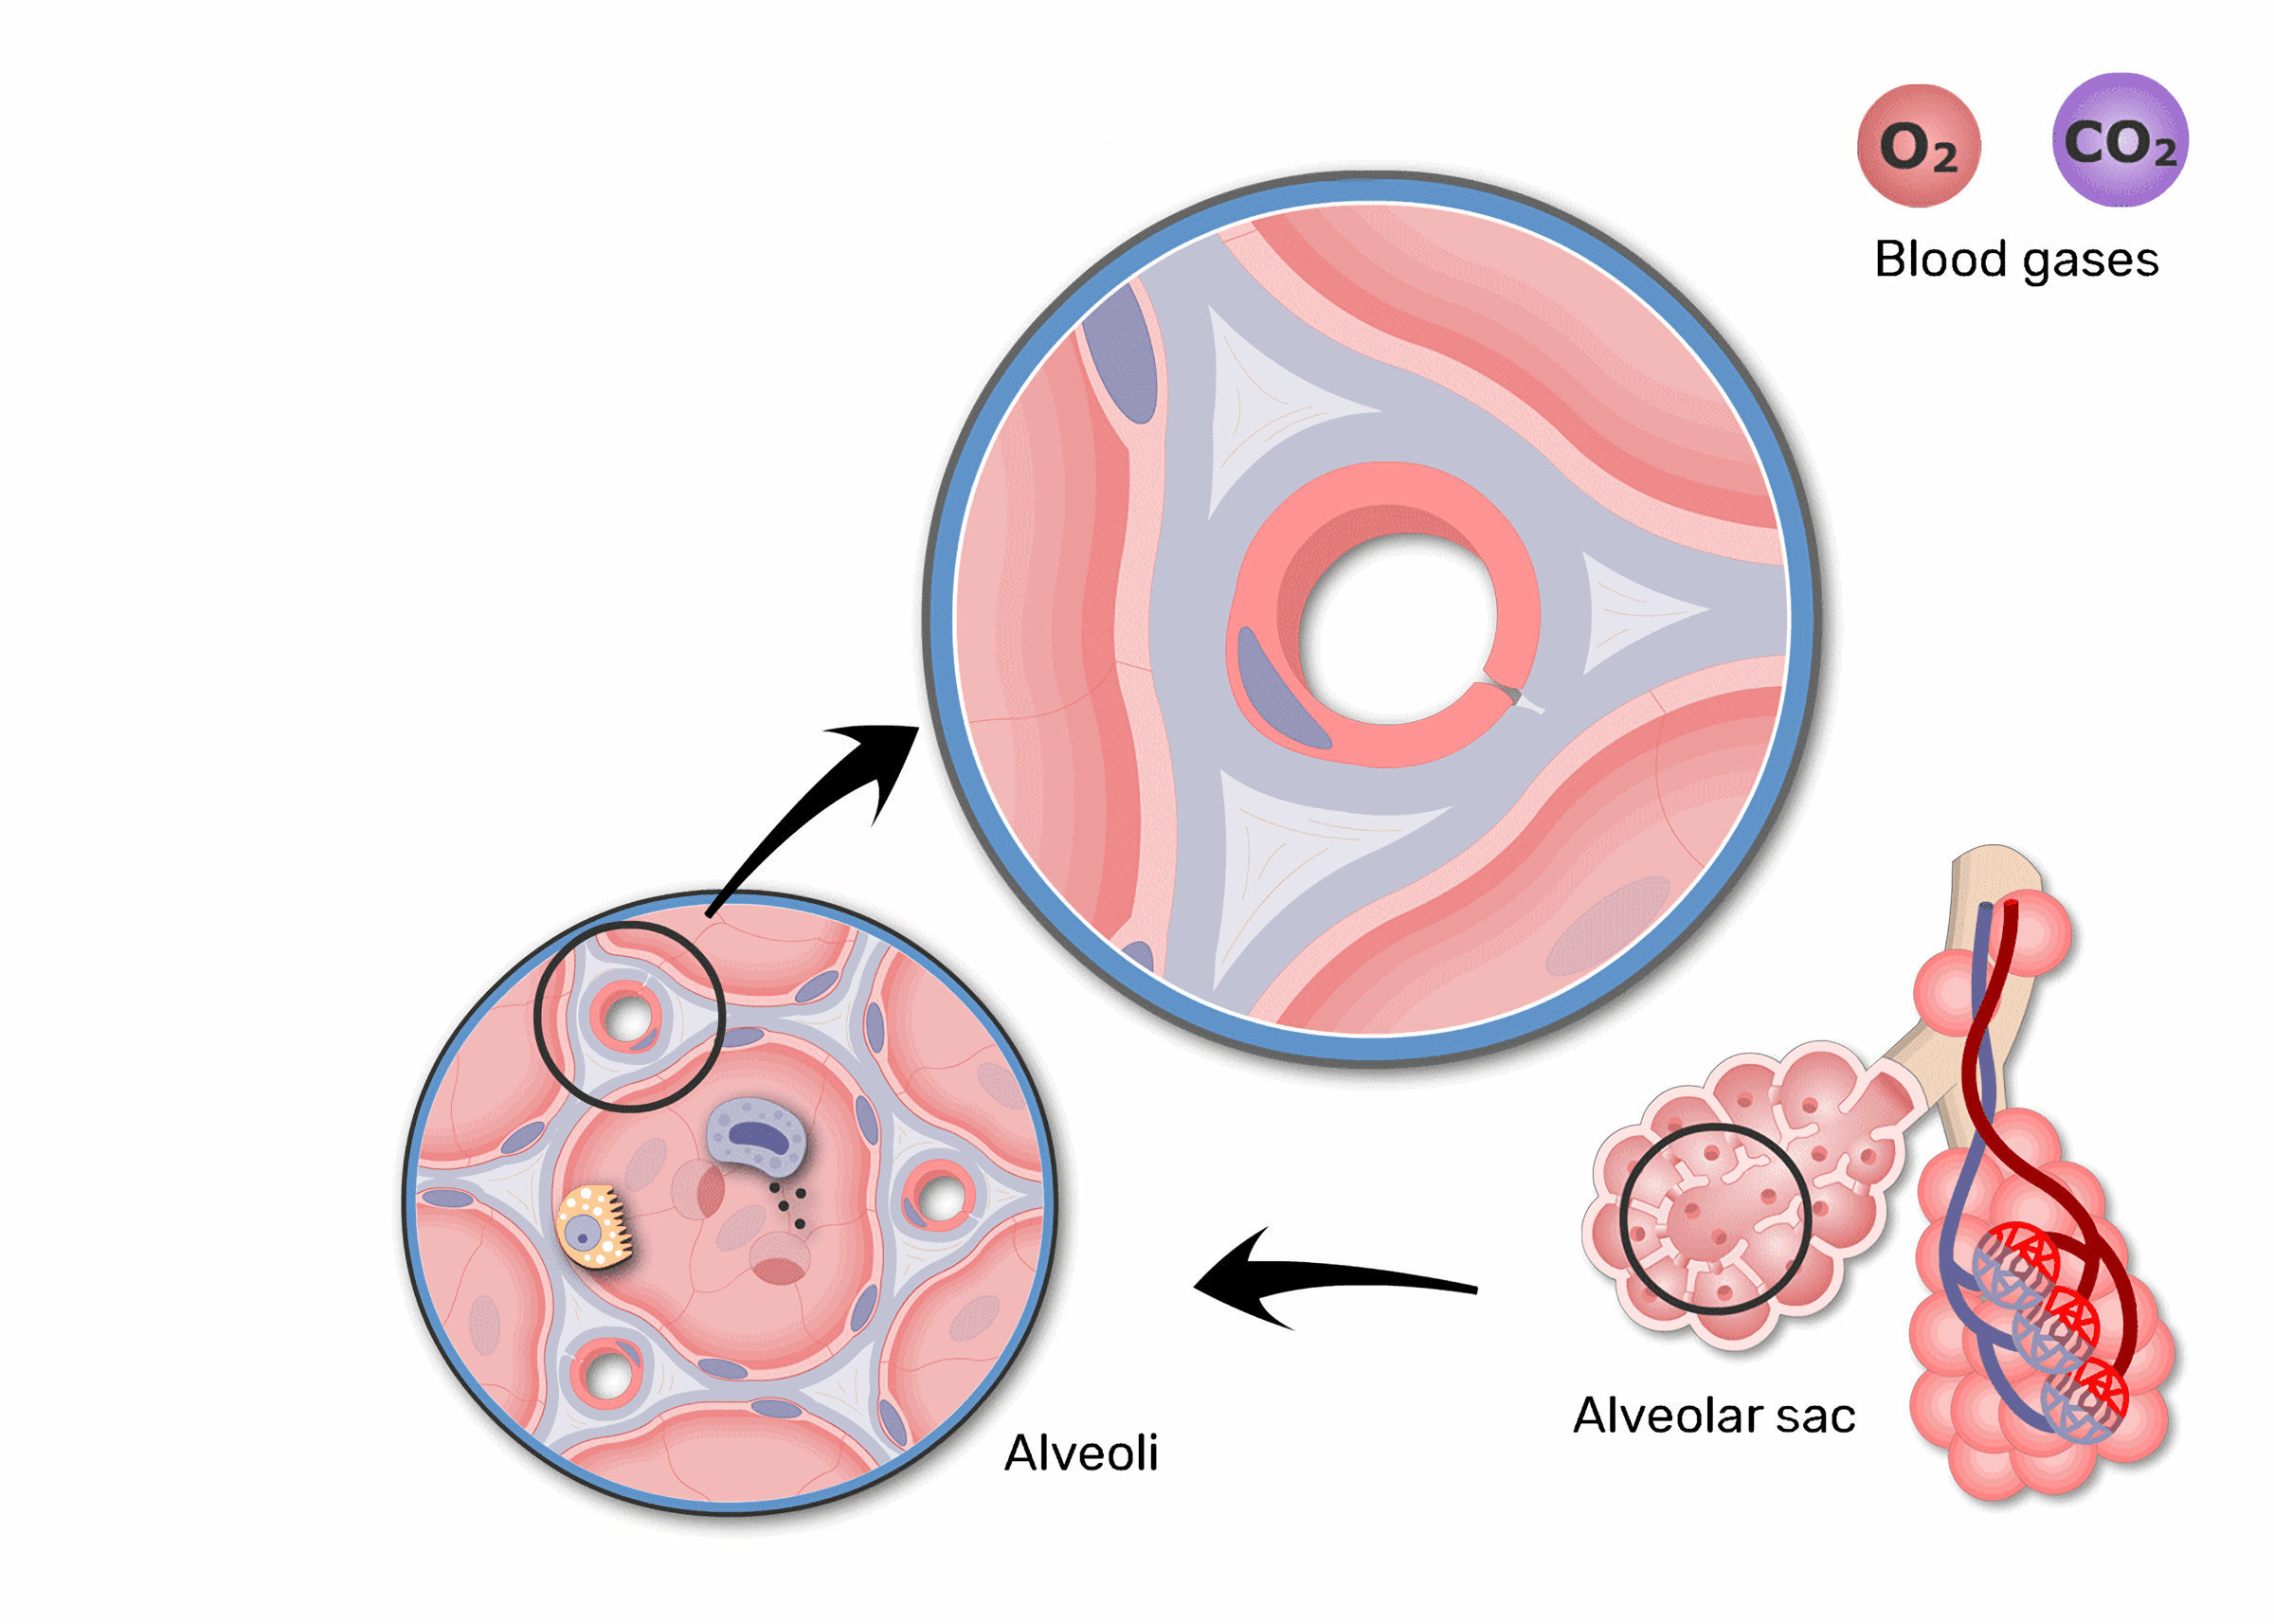 O₂ CO₂
Blood gases
Alveolar sac
Alveoli